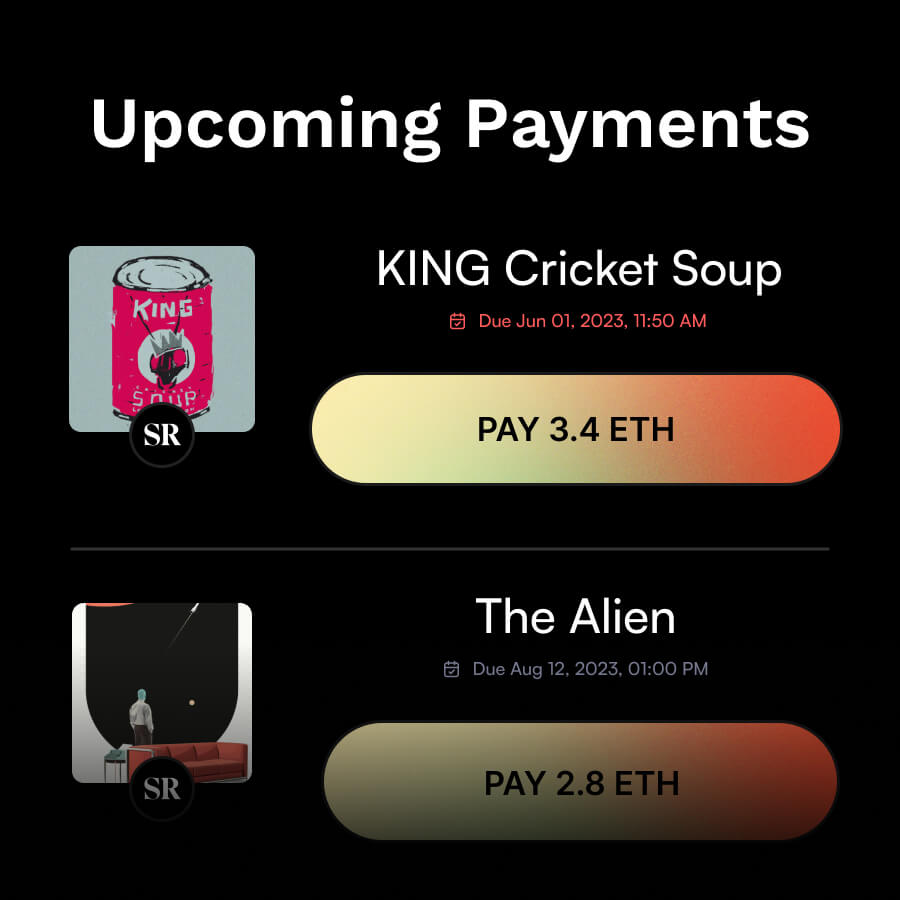 Upcoming Payments
KING Cricket Soup
Due Jun 01, 2023, 11:50 AM
KING
SOUP
SR
PAY 3.4 ETH
The Alien
Due Aug 12, 2023, 01:00 PM
SR
PAY 2.8 ETH